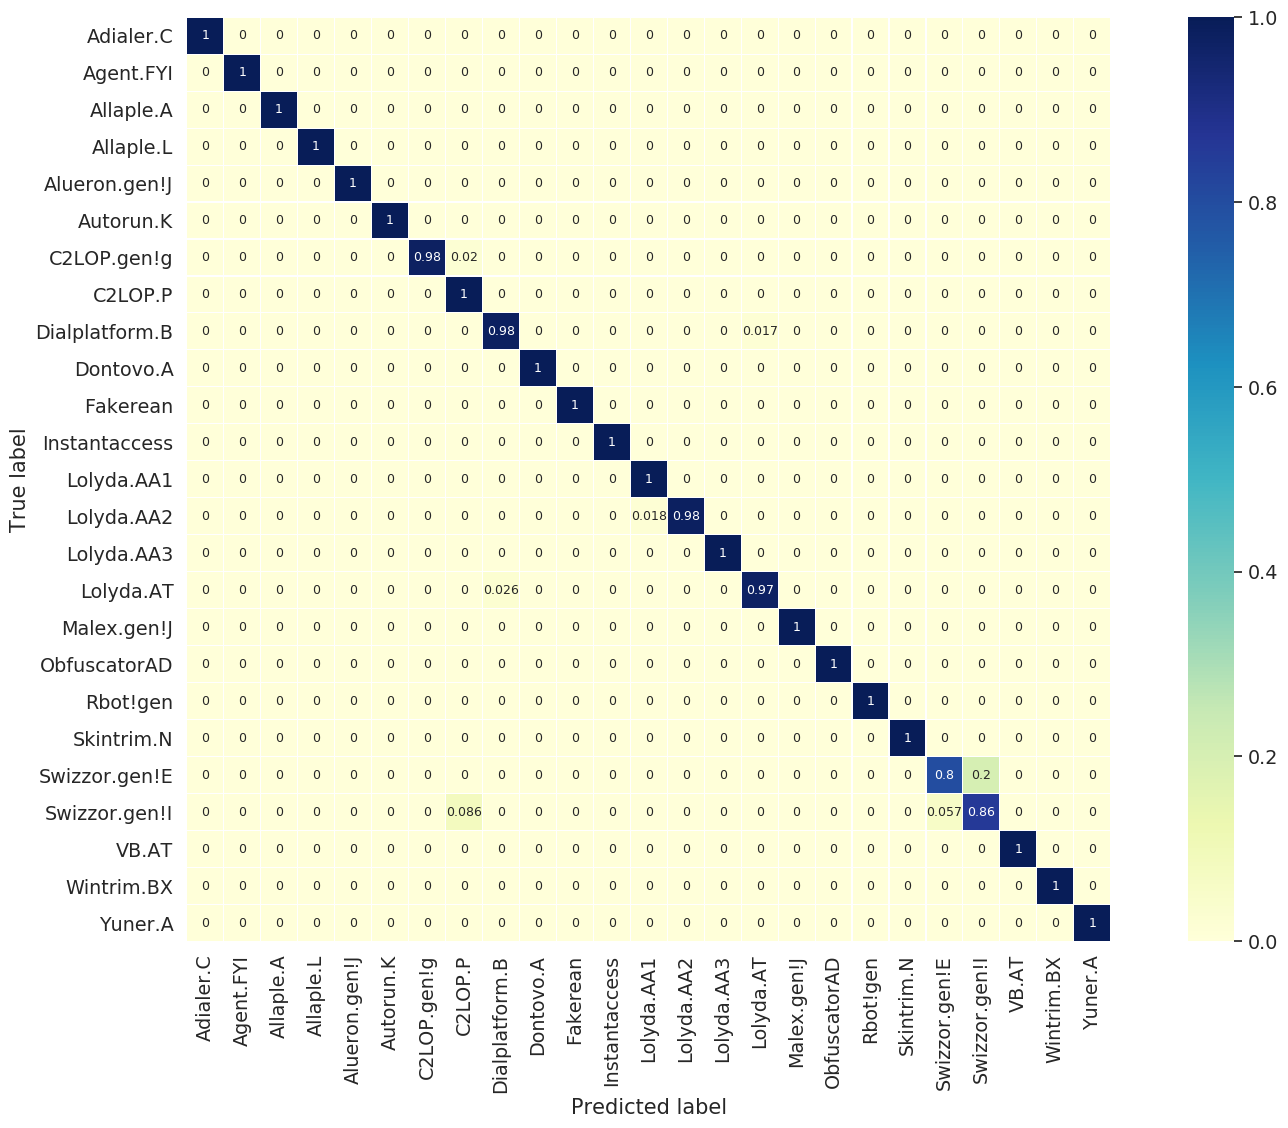 Adialer.C 1 0 0 0 0 0 0 0 0 0 0 0 0 0 0 0 0 0 0 0 0 0 0 0 0 1.0
Agent.FYI 0 1 0 0 0 0 0 0 0 0 0 0 0 0 0 0 0 0 0 0 0 0 0 0 0
Allaple.A 0 0 1 0 0 0 0 0 0 0 0 0 0 0 0 0 0 0 0 0 0 0 0 0 0
Allaple.L 0 0 0 1 0 0 0 0 0 0 0 0 0 0 0 0 0 0 0 0 0 0 0 0 0
Alueron.gen!J 0 0 0 0 1 0 0 0 0 0 0 0 0 0 0 0 0 0 0 0 0 0 0 0 0
0.8
Autorun.K 0 0 0 0 0 1 0 0 0 0 0 0 0 0 0 0 0 0 0 0 0 0 0 0 0
C2LOP.gen!g 0 0 0 0 0 0 0.98 0.02 0 0 0 0 0 0 0 0 0 0 0 0 0 0 0 0 0
C2LOP.P 0 0 0 0 0 0 0 1 0 0 0 0 0 0 0 0 0 0 0 0 0 0 0 0 0
Dialplatform.B 0 0 0 0 0 0 0 0 0.98 0 0 0 0 0 0 0.017 0 0 0 0 0 0 0 0 0
Dontovo.A 0 0 0 0 0 0 0 0 0 1 0 0 0 0 0 0 0 0 0 0 0 0 0 0 0
0.6
Fakerean 0 0 0 0 0 0 0 0 0 0 1 0 0 0 0 0 0 0 0 0 0 0 0 0 0
Instantaccess 0 0 0 0 0 0 0 0 0 0 0 1 0 0 0 0 0 0 0 0 0 0 0 0 0
Lolyda.AA1 0 0 0 0 0 0 0 0 0 0 0 0 1 0 0 0 0 0 0 0 0 0 0 0 0
True label
Lolyda.AA2 0 0 0 0 0 0 0 0 0 0 0 0 0.018 0.98 0 0 0 0 0 0 0 0 0 0 0
Lolyda.AA3 0 0 0 0 0 0 0 0 0 0 0 0 0 0 1 0 0 0 0 0 0 0 0 0 0
0.4
Lolyda.AT 0 0 0 0 0 0 0 0 0.026 0 0 0 0 0 0 0.97 0 0 0 0 0 0 0 0 0
Malex.gen!J 0 0 0 0 0 0 0 0 0 0 0 0 0 0 0 0 1 0 0 0 0 0 0 0 0
ObfuscatorAD 0 0 0 0 0 0 0 0 0 0 0 0 0 0 0 0 0 1 0 0 0 0 0 0 0
Rbot!gen 0 0 0 0 0 0 0 0 0 0 0 0 0 0 0 0 0 0 1 0 0 0 0 0 0
Skintrim.N 0 0 0 0 0 0 0 0 0 0 0 0 0 0 0 0 0 0 0 1 0 0 0 0 0
0.2
Swizzor.gen!E 0 0 0 0 0 0 0 0 0 0 0 0 0 0 0 0 0 0 0 0 0.8 0.2 0 0 0
Swizzor.gen!I 0 0 0 0 0 0 0 0.086 0 0 0 0 0 0 0 0 0 0 0 0 0.057 0.86 0 0 0
VB.AT 0 0 0 0 0 0 0 0 0 0 0 0 0 0 0 0 0 0 0 0 0 0 1 0 0
Wintrim.BX 0 0 0 0 0 0 0 0 0 0 0 0 0 0 0 0 0 0 0 0 0 0 0 1 0
Yuner.A 0 0 0 0 0 0 0 0 0 0 0 0 0 0 0 0 0 0 0 0 0 0 0 0 1
0.0
Adialer.C
Agent.FYI
Allaple.A
Allaple.L
Alueron.gen!J
Autorun.K
C2LOP.gen!g
C2LOP.P
Dialplatform.B
Dontovo.A
Fakerean
Instantaccess
Lolyda.AA1
Lolyda.AA2
Lolyda.AA3
Lolyda.AT
Malex.gen!J
ObfuscatorAD
Rbot!gen
Skintrim.N
Swizzor.gen!E
Swizzor.gen!I
VB.AT
Wintrim.BX
Yuner.A
Predicted label